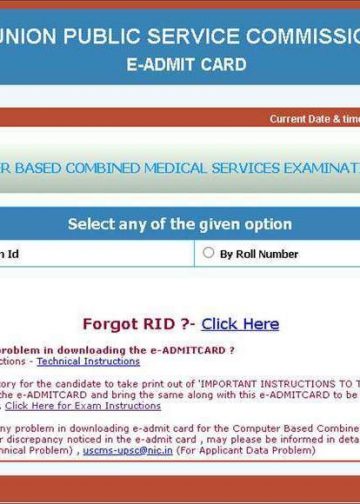 UNION PUBLIC SERVICE COMMISSIO
E-ADMIT CARD
Current Date & time
ER BASED COMBINED MEDICAL SERVICES EXAMINAT
Select any of the given option
n Id
By Roll Number
Forgot RID ?- Click Here
problem in downloading the e-ADMITCARD ?
ctions - Technical Instructions
tory for the candidate to take print out of 'IMPORTANT INSTRUCTIONS TO T
the e-ADMITCARD and bring the same along with this e-ADMITCARD to be
. Click Here for Exam Instructions
ny problem in downloading e-admit card for the Computer Based Combine
r discrepancy noticed in the e-admit card , may please be informed in deta
chnical Problem) , uscms-upsc@nic.in (For Applicant Data Problem)